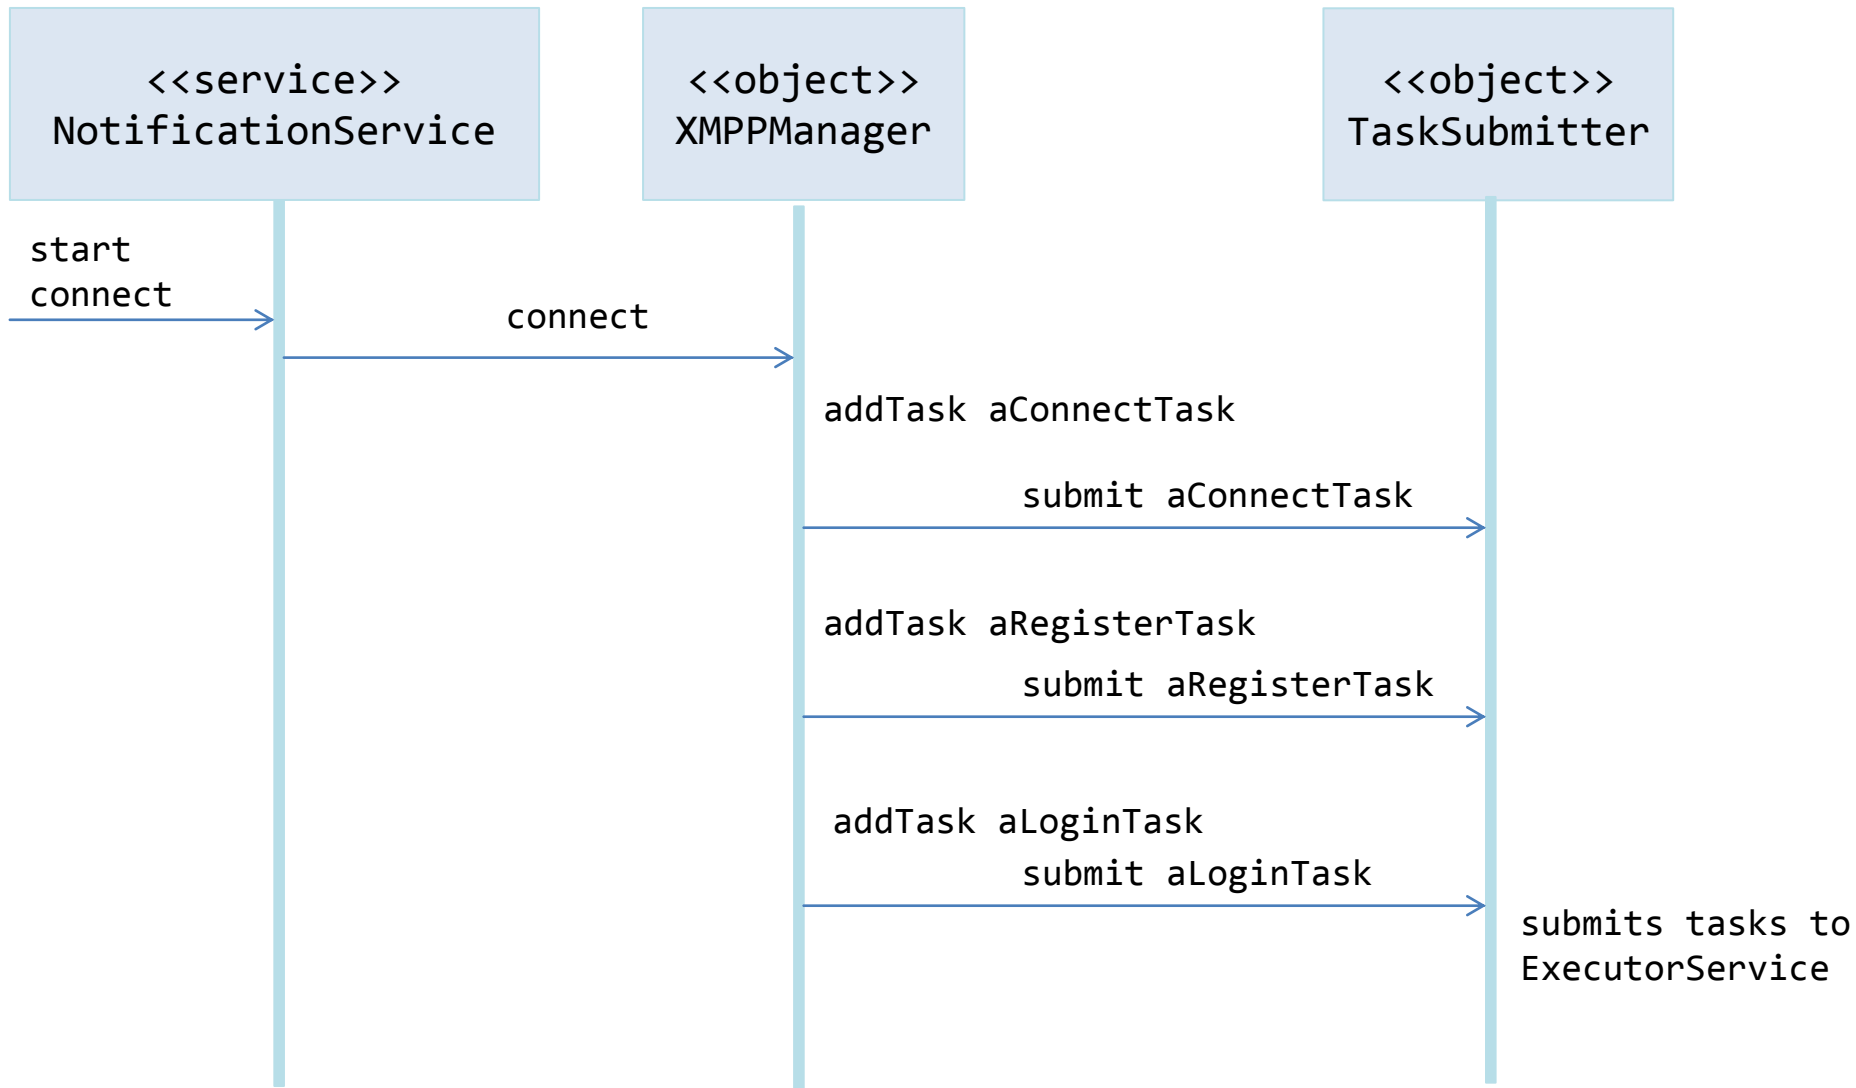 <<service>>
NotificationService
<<object>>
XMPPManager
<<object>>
TaskSubmitter
start
connect
connect
addTask aConnectTask
submit aConnectTask
addTask aRegisterTask
submit aRegisterTask
addTask aLoginTask
submit aLoginTask
submits tasks to
ExecutorService